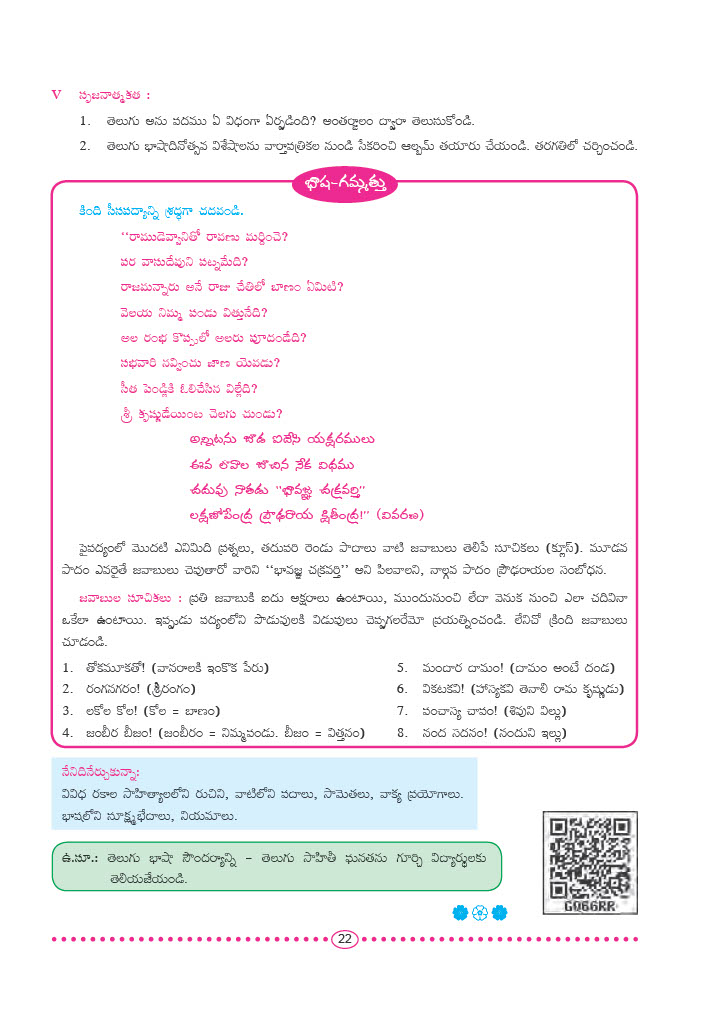 V సృజనాత్మకత :
1. తెలుగు అను పదము ఏ విధంగా ఏర్పడింది? అంతర్జాలం ద్వారా తెలుసుకోండి.
2. తెలుగు భాషాదినోత్సవ విశేషాలను వార్తాపత్రికల నుండి సేకరించి ఆల్బమ్ తయారు చేయండి. తరగతిలో చర్చించండి.
భాష-గమ్మత్తు
కింది సీసపద్యాన్ని శ్రద్ధగా చదవండి.
‘‘రాముడెవ్వానితో రావణు మర్దించె?
పర వాసుదేవుని పట్నమేది?
రాజమన్నారు అనే రాజు చేతిలో బాణం ఏమిటి?
వెలయ నిమ్మ పండు విత్తునేది?
అల రంభ కొప్పులో అలరు పూదండేది?
సభవారి నవ్వించు జాణ యెవడు?
సీత పెండ్లికి ఓలిచేసిన విల్లేది?
శ్రీ కృష్ణుడేయింట చెలగు చుండు?
అన్నిటను జూడ ఐదేసి యక్షరములు
ఈవ లావాల జూచిన నేక విధము
చదువు నాతడు ‘‘భావజ్ఞ చక్రవర్తి’’
లక్షణోపేంద్ర ప్రౌఢరాయ క్షితీంద్ర!’’ (వివరణ)
పైపద్యంలో మొదటి ఎనిమిది ప్రశ్నలు, తదుపరి రెండు పాదాలు వాటి జవాబులు తెలిపే సూచికలు (క్లూస్). మూడవ
పాదం ఎవరైతే జవాబులు చెపుతారో వారిని ‘‘భావజ్ఞ చక్రవర్తి’’ అని పిలవాలని, నాల్గవ పాదం ప్రౌఢరాయల సంబోధన.
జవాబుల సూచికలు : ప్రతి జవాబుకి ఐదు అక్షరాలు ఉంటాయి, ముందునుంచి లేదా వెనుక నుంచి ఎలా చదివినా
ఒకేలా ఉంటాయి. ఇప్పుడు పద్యంలోని పొడువులకి విడుపులు చెప్పగలరేమో ప్రయత్నించండి. లేనిచో క్రింది జవాబులు
చూడండి.
1. తోకమూకతో! (వానరాలకి ఇంకొక పేరు)
2. రంగనగరం! (శ్రీరంగం)
3. లకోల కోల! (కోల = బాణం)
4. జంబీర బీజం! (జంబీరం = నిమ్మపండు. బీజం = విత్తనం)
5. మందార దామం! (దామం అంటే దండ)
6. వికటకవి! (హాస్యకవి తెనాలి రామ కృష్ణుడు)
7. పంచాస్య చాపం! (శివుని విల్లు)
8. నంద సదనం! (నందుని ఇల్లు)
నేనిదినేర్చుకున్నా:
వివిధ రకాల సాహిత్యాలలోని రుచిని, వాటిలోని పదాలు, సామెతలు, వాక్య ప్రయోగాలు.
భాషలోని సూక్ష్మభేదాలు, నియమాలు.
ఉ.సూ.: తెలుగు భాషా సౌందర్యాన్ని – తెలుగు సాహితీ ఘనతను గూర్చి విద్యార్థులకు
తెలియజేయండి.
GQ66RR
22